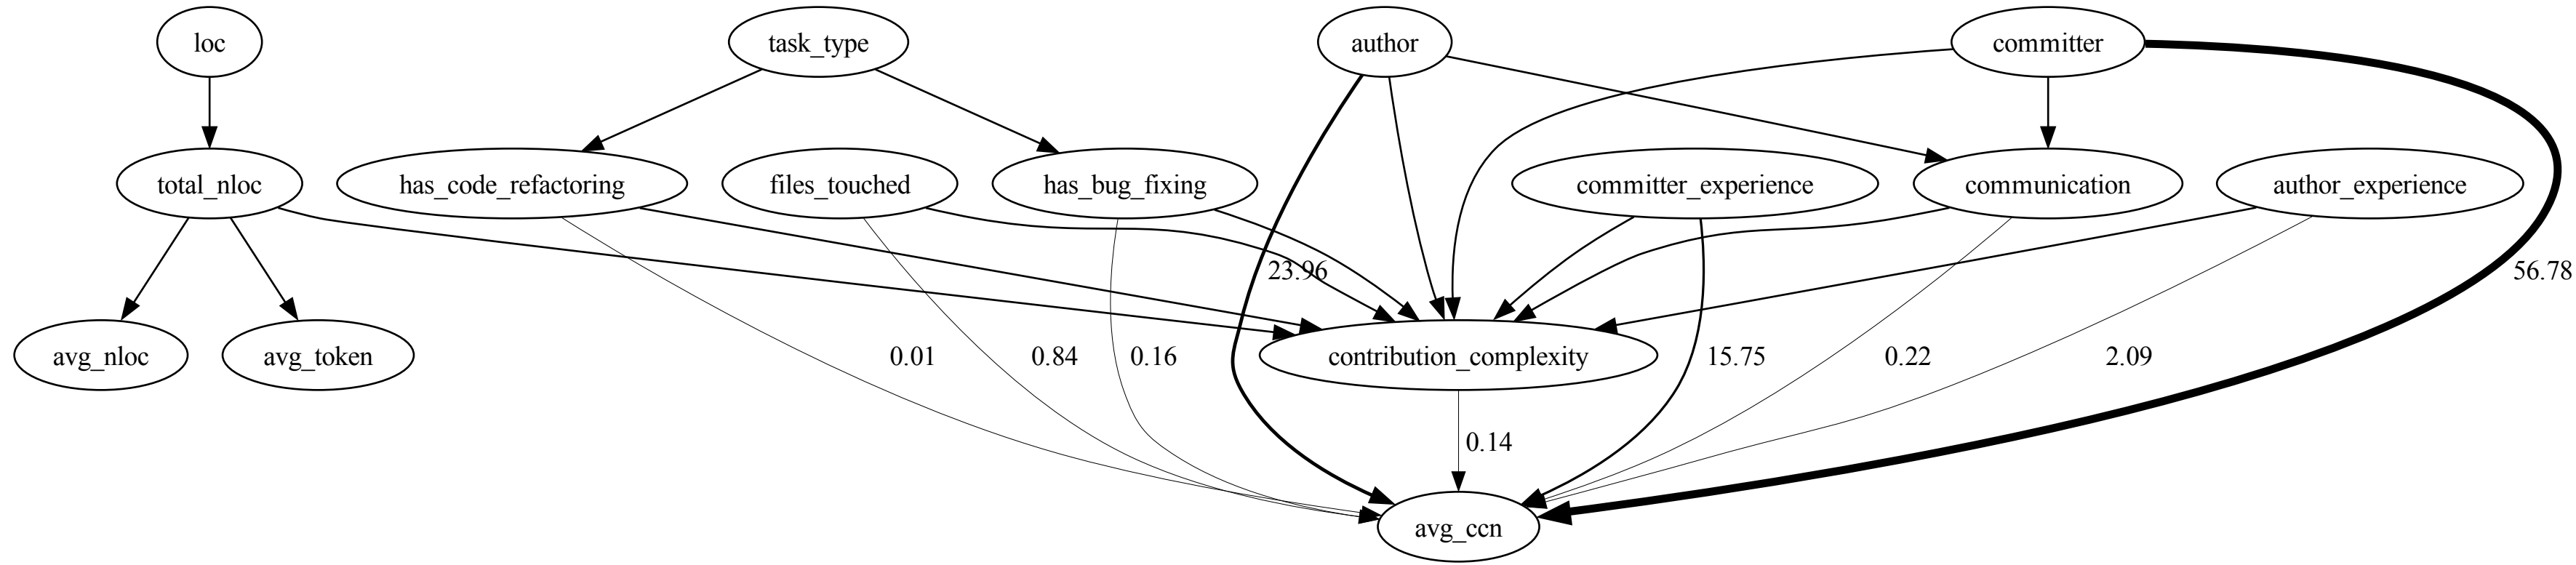 loc
task_type
author
committer
total_nloc
has_code_refactoring
files_touched
has_bug_fixing
committer_experience
communication
author_experience
23.96
56.78
avg_nloc
avg_token
0.01
0.84
0.16
contribution_complexity
15.75
0.22
2.09
0.14
avg_ccn